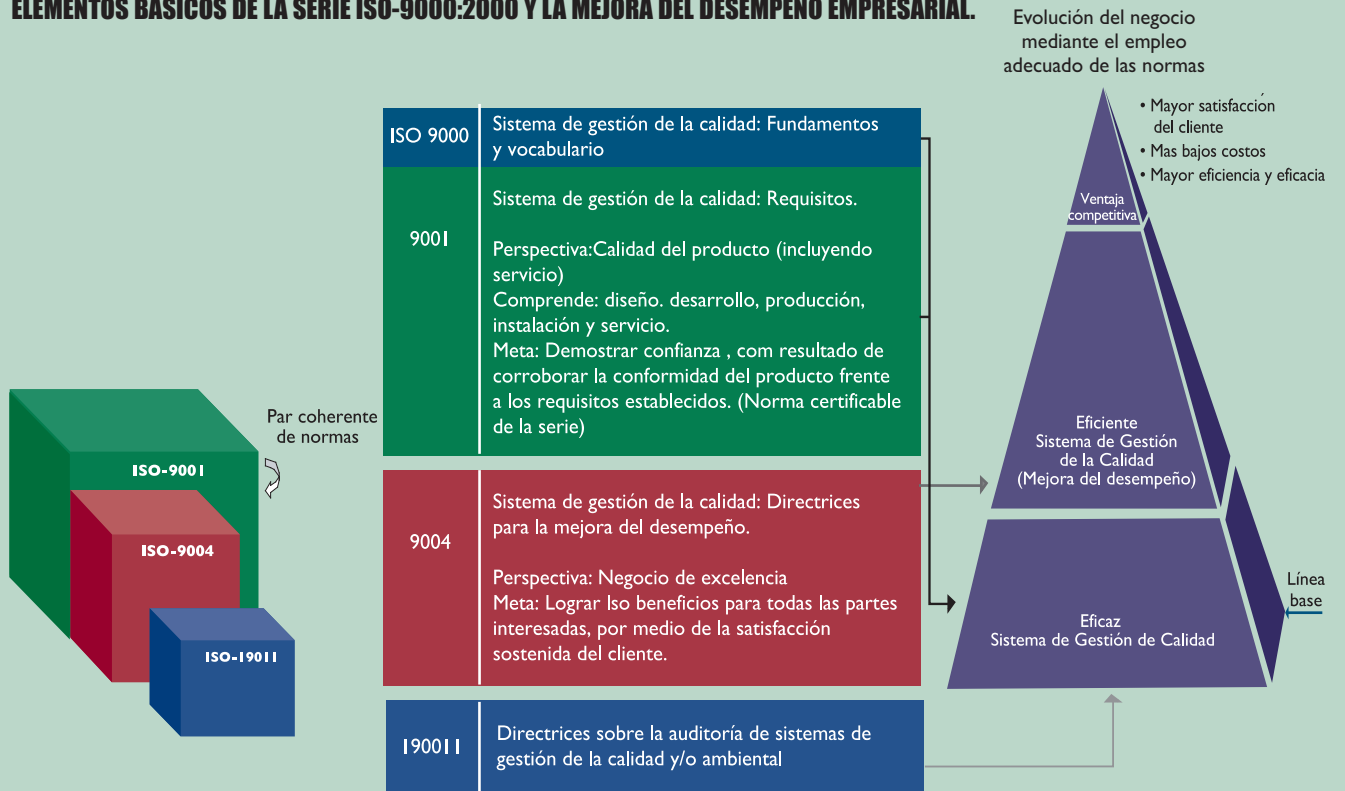 ELEMENTOS BASICOS DE LA SERIE ISO-9000:2000 Y LA MEJORA DEL DESEMPEÑO EMPRESARIAL.
Evolución del negocio
mediante el empleo
adecuado de las normas
• Mayor satisfacción
del cliente
• Mas bajos costos
• Mayor eficiencia y eficacia
Ventaja
competitiva
Eficiente
Sistema de Gestión
de la Calidad
(Mejora del desempeño)
Eficaz
Sistema de Gestión de Calidad
Línea
base
ISO 9000
Sistema de gestión de la calidad: Fundamentos
y vocabulario
9001
Sistema de gestión de la calidad: Requisitos.
Perspectiva:Calidad del producto (incluyendo
servicio)
Comprende: diseño. desarrollo, producción,
instalación y servicio.
Meta: Demostrar confianza , com resultado de
corroborar la conformidad del producto frente
a los requisitos establecidos. (Norma certificable
de la serie)
9004
Sistema de gestión de la calidad: Directrices
para la mejora del desempeño.
Perspectiva: Negocio de excelencia
Meta: Lograr lso beneficios para todas las partes
interesadas, por medio de la satisfacción
sostenida del cliente.
190011
Directrices sobre la auditoría de sistemas de
gestión de la calidad y/o ambiental
Par coherente
de normas
ISO-9001
ISO-9004
ISO-19011